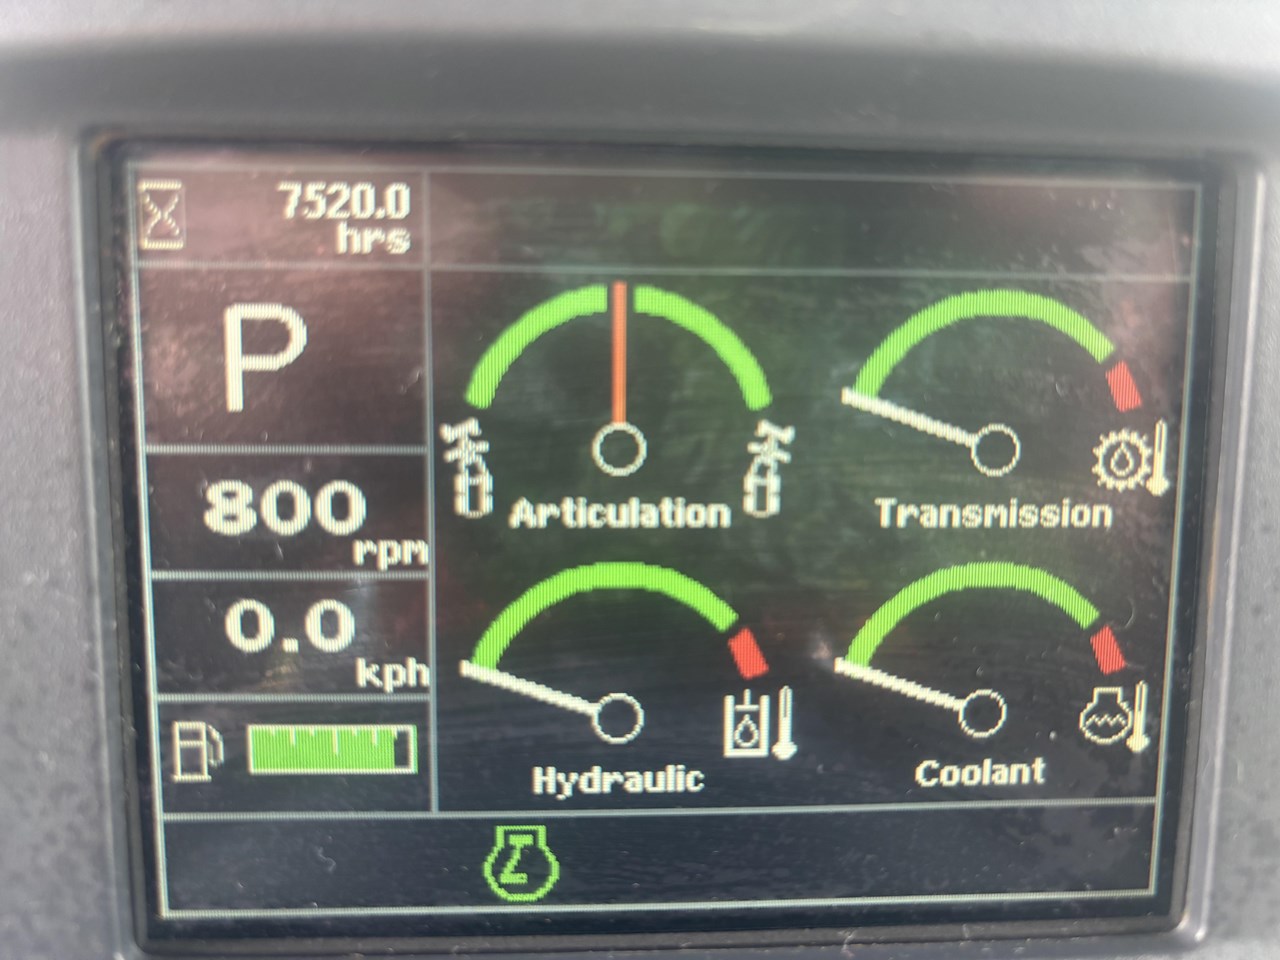 7520.0
hrs
P
800
rpm
0.0
kph
Articulation
Transmission
Hydraulic
Coolant